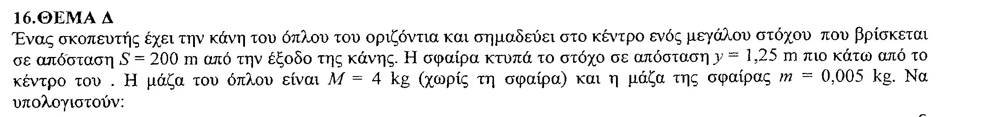 16.ΘΕΜΑ Δ
Ένας σκοπευτής έχει την κάνη του όπλου του οριζόντια και σημαδεύει στο κέντρο ενός μεγάλου στόχου που βρίσκεται
σε απόσταση S = 200 m από την έξοδο της κάνης. Η σφαίρα κτυπά το στόχο σε απόσταση y = 1,25 m πιο κάτω από το
κέντρο του . Η μάζα του όπλου είναι M = 4 kg (χωρίς τη σφαίρα) και η μάζα της σφαίρας m = 0,005 kg. Να
υπολογιστούν: